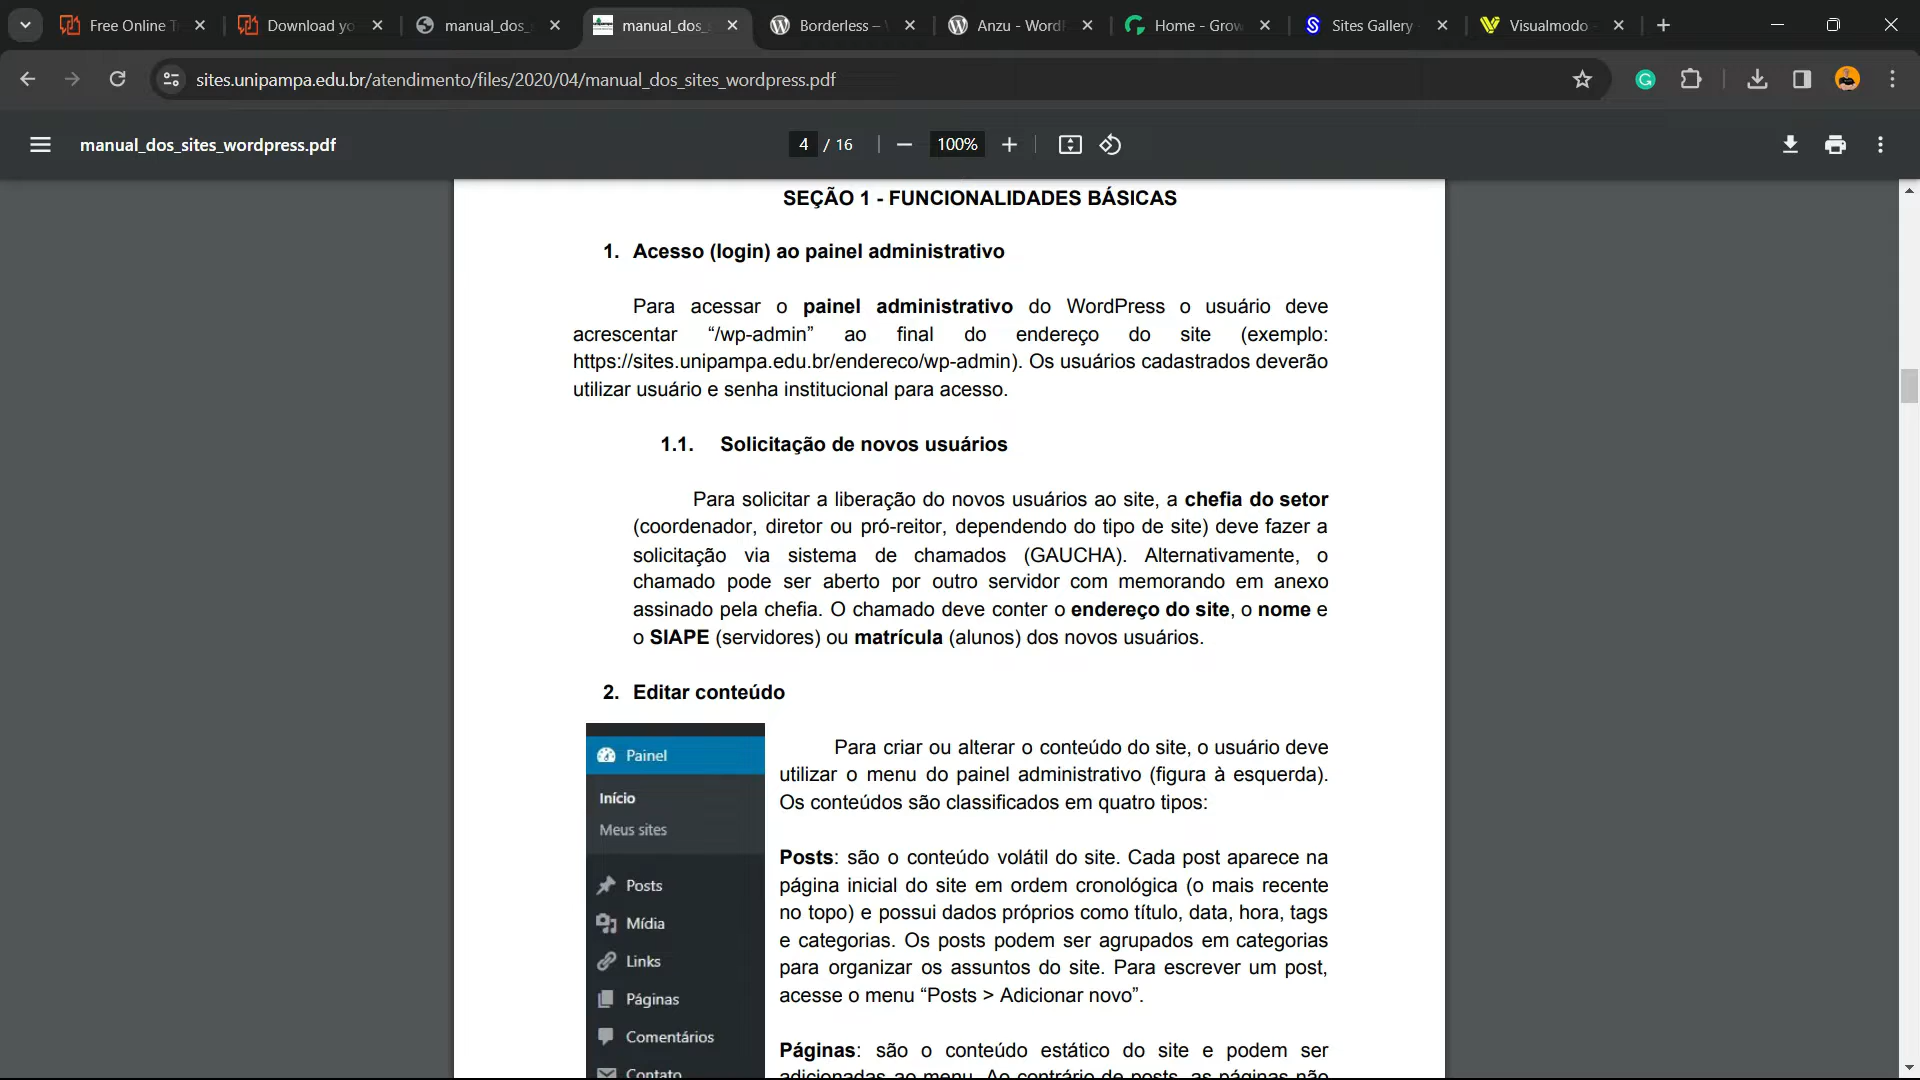 Free Online T
Download yo
manual_dos_
manual_dos_s
Borderless –
Anzu - Word
Home - Grow
Sites Gallery
Visualmodo
sites.unipampa.edu.br/atendimento/files/2020/04/manual_dos_sites_wordpress.pdf
manual_dos_sites_wordpress.pdf
4 / 16
100%
SEÇÃO 1 - FUNCIONALIDADES BÁSICAS
1. Acesso (login) ao painel administrativo
Para acessar o painel administrativo do WordPress o usuário deve
acrescentar “/wp-admin” ao final do endereço do site (exemplo:
https://sites.unipampa.edu.br/endereco/wp-admin). Os usuários cadastrados deverão
utilizar usuário e senha institucional para acesso.
1.1. Solicitação de novos usuários
Para solicitar a liberação do novos usuários ao site, a chefia do setor
(coordenador, diretor ou pró-reitor, dependendo do tipo de site) deve fazer a
solicitação via sistema de chamados (GAUCHA). Alternativamente, o
chamado pode ser aberto por outro servidor com memorando em anexo
assinado pela chefia. O chamado deve conter o endereço do site, o nome e
o SIAPE (servidores) ou matrícula (alunos) dos novos usuários.
2. Editar conteúdo
Painel
Início
Meus sites
Posts
Mídia
Links
Páginas
Comentários
Contato
Para criar ou alterar o conteúdo do site, o usuário deve
utilizar o menu do painel administrativo (figura à esquerda).
Os conteúdos são classificados em quatro tipos:
Posts: são o conteúdo volátil do site. Cada post aparece na
página inicial do site em ordem cronológica (o mais recente
no topo) e possui dados próprios como título, data, hora, tags
e categorias. Os posts podem ser agrupados em categorias
para organizar os assuntos do site. Para escrever um post,
acesse o menu “Posts > Adicionar novo”.
Páginas: são o conteúdo estático do site e podem ser
adicionadas ao menu. Ao contrário de posts, as páginas não